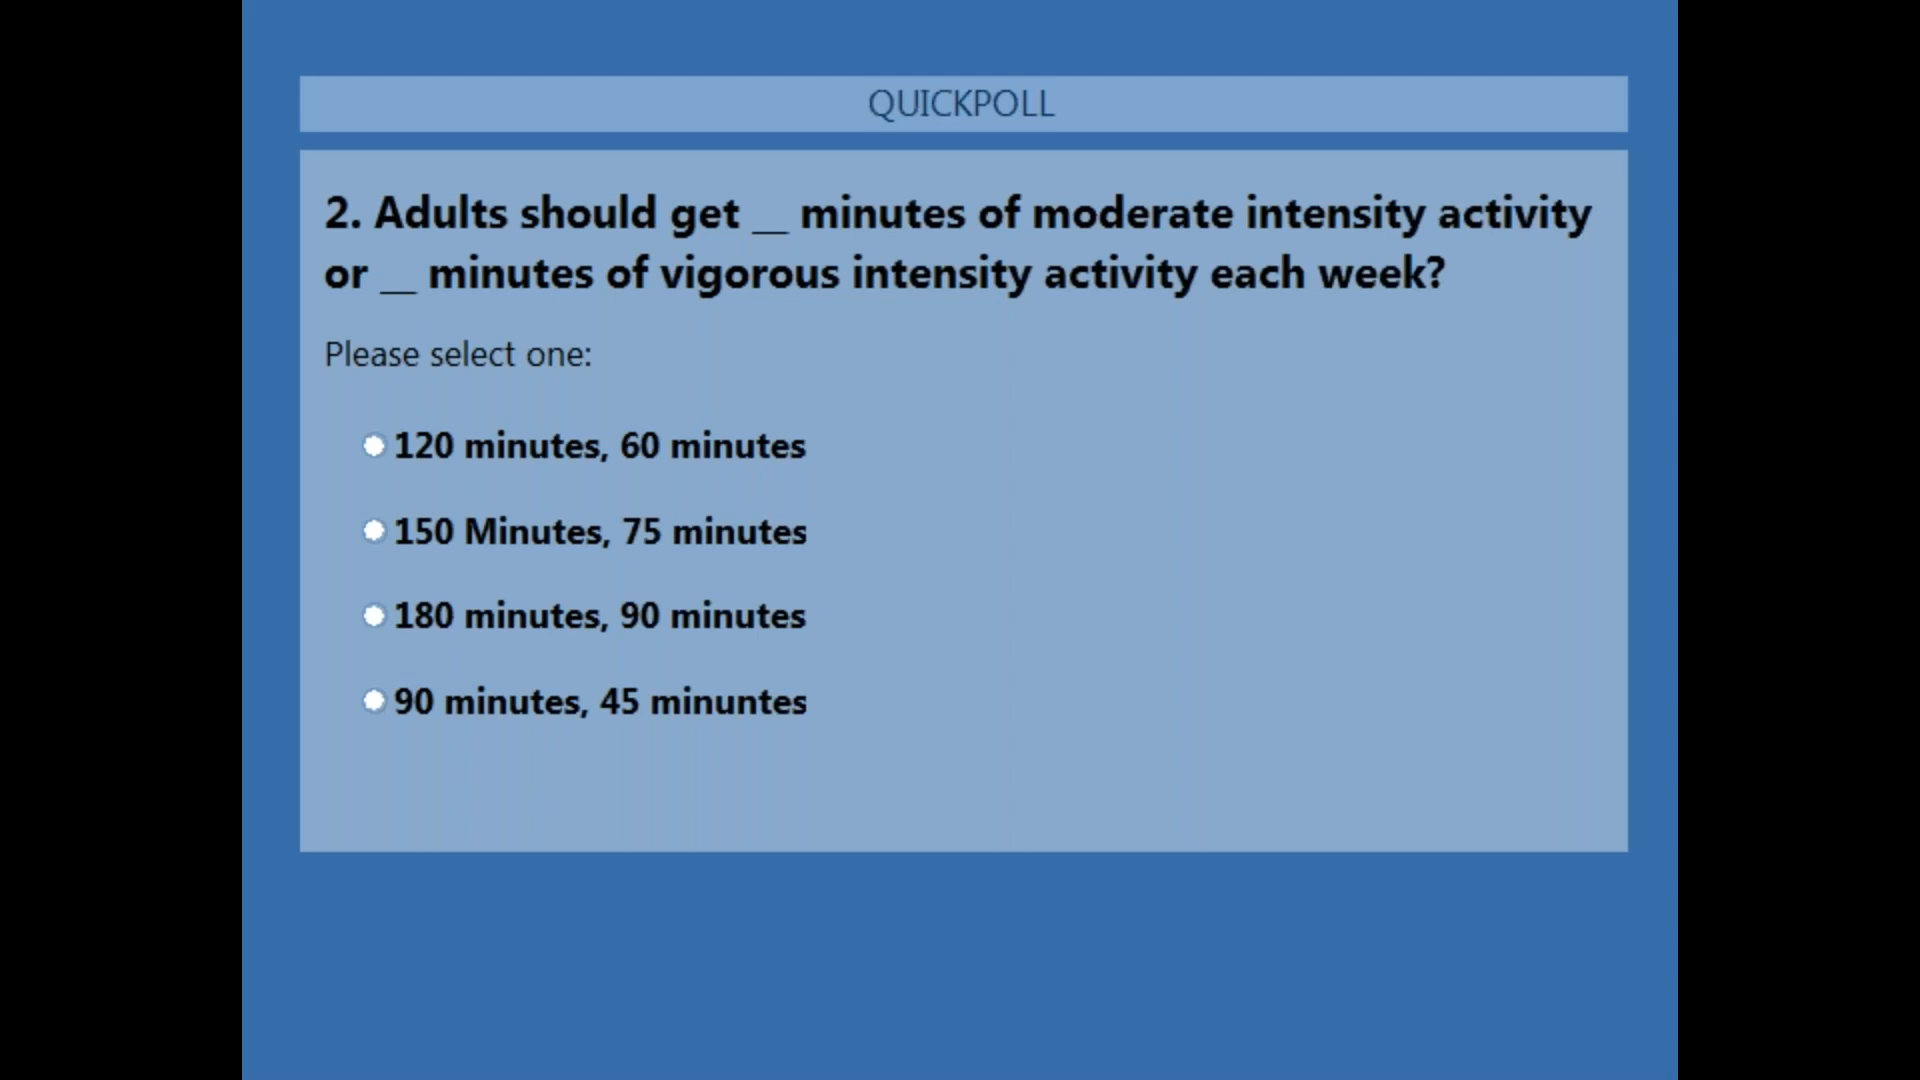 QUICKPOLL
2. Adults should get __ minutes of moderate intensity activity
or __ minutes of vigorous intensity activity each week?
Please select one:
120 minutes, 60 minutes
150 Minutes, 75 minutes
180 minutes, 90 minutes
90 minutes, 45 minuntes